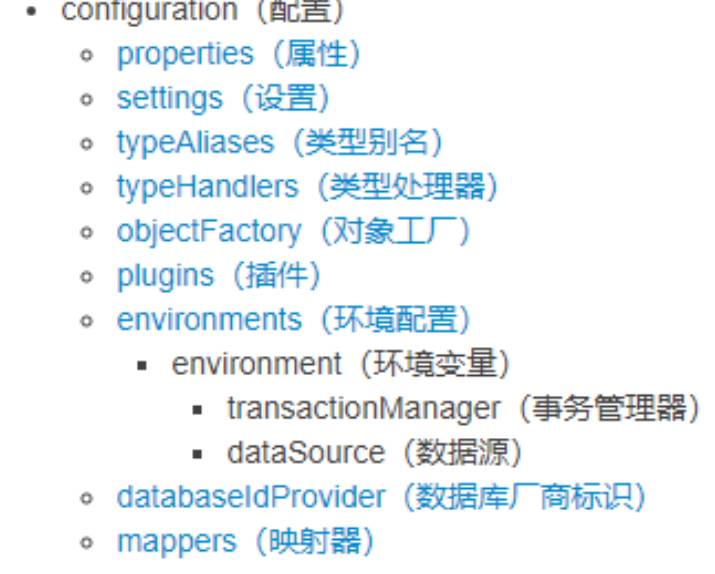 configuration（配置）
properties（属性）
settings（设置）
typeAliases（类型别名）
typeHandlers（类型处理器）
objectFactory（对象工厂）
plugins（插件）
environments（环境配置）
environment（环境变量）
transactionManager（事务管理器）
dataSource（数据源）
databaseIdProvider（数据库厂商标识）
mappers（映射器）